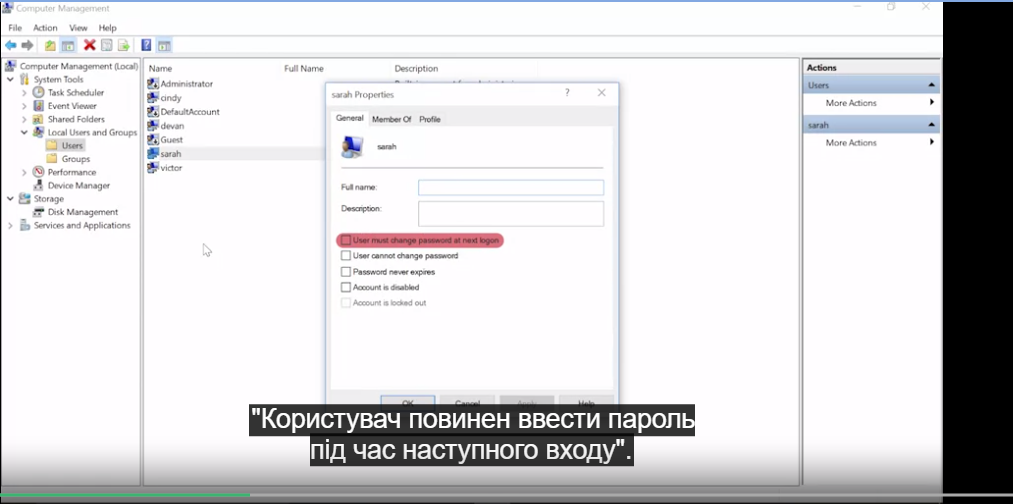 Computer Management
File Action View Help
Computer Management (Local)
System Tools
Task Scheduler
Event Viewer
Shared Folders
Local Users and Groups
Users
Groups
Performance
Device Manager
Storage
Disk Management
Services and Applications
Name Full Name Description
Administrator
cindy
DefaultAccount
devan
Guest
sarah
victor
sarah Properties
General Member Of Profile
sarah
Full name:
Description:
User must change password at next logon
User cannot change password
Password never expires
Account is disabled
Account is locked out
OK Cancel Apply Help
Actions
Users
More Actions
sarah
More Actions
"Користувач повинен ввести пароль
під час наступного входу".